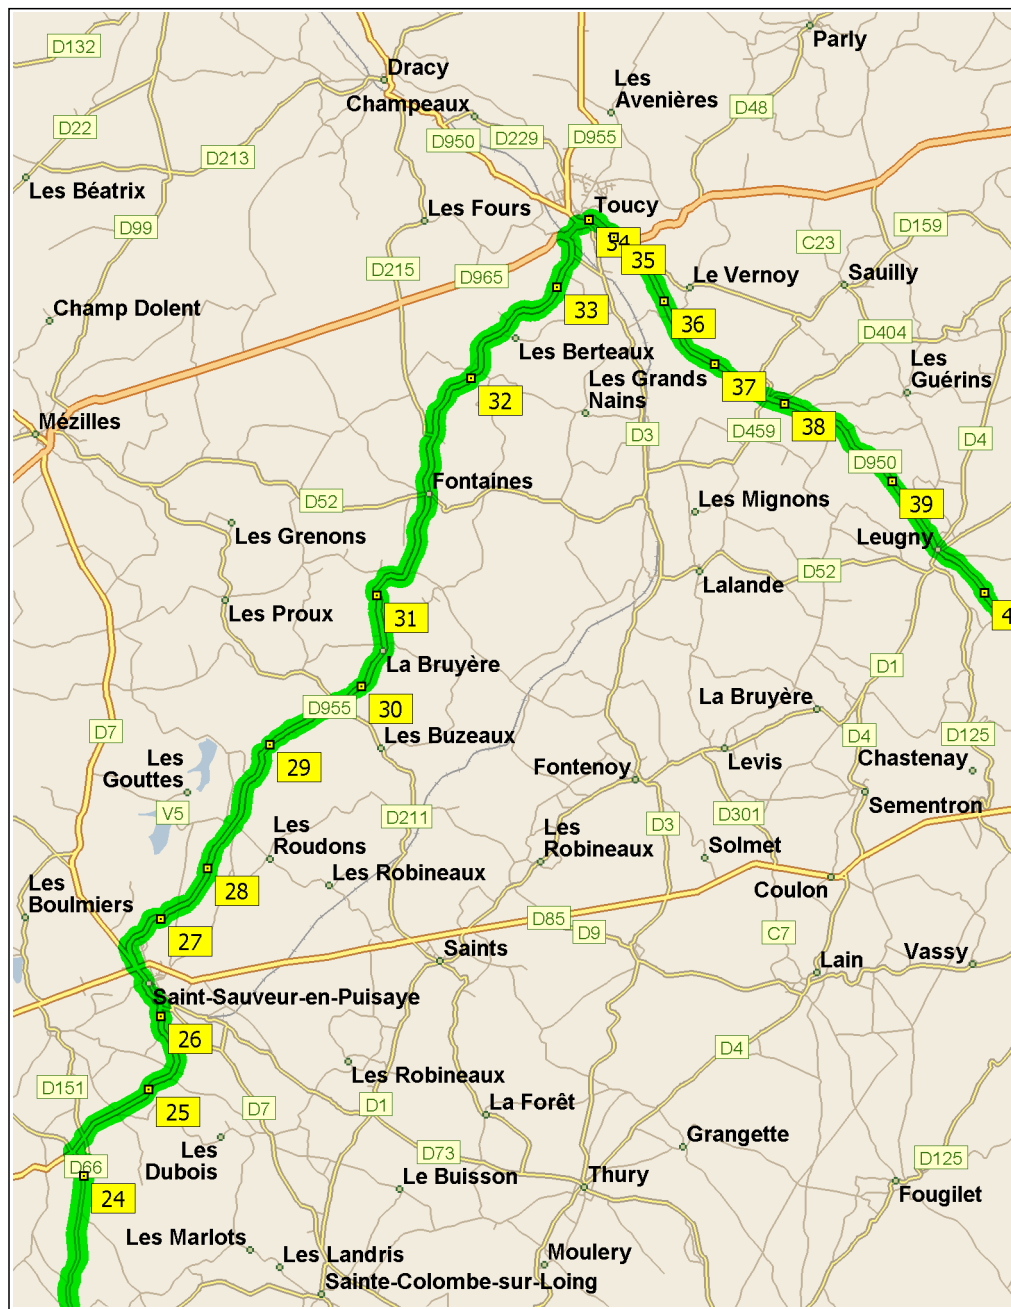 D132
Parly
Dracy
Les
Avenières
Champeaux
D48
D22
D950
D229
D955
D213
Les Béatrix
Les Fours
Toucy
D99
D159
C23
34
35
D215
D965
Le Vernoy
Sauilly
Champ Dolent
33
36
D404
Les Berteaux
Les
Guérins
Les Grands
Nains
37
32
Mézilles
38
D3
D459
D4
D950
Fontaines
D52
39
Les Mignons
Les Grenons
Leugny
Lalande
D52
Les Proux
31
4
La Bruyère
D1
La Bruyère
D955
30
D7
Les Buzeaux
D4
D125
Les
Gouttes
29
Levis
Chastenay
Fontenoy
Sementron
V5
D211
D3
D301
Les
Roudons
Les
Robineaux
Solmet
Les
Boulmiers
28
Les Robineaux
Coulon
27
D85
D9
C7
Saints
Vassy
Lain
Saint-Sauveur-en-Puisaye
26
D4
Les Robineaux
D151
25
D7
D1
La Forêt
Les
Dubois
Grangette
D73
D125
D66
24
Le Buisson
Thury
Fougilet
Les Marlots
Les Landris
Moulery
Sainte-Colombe-sur-Loing